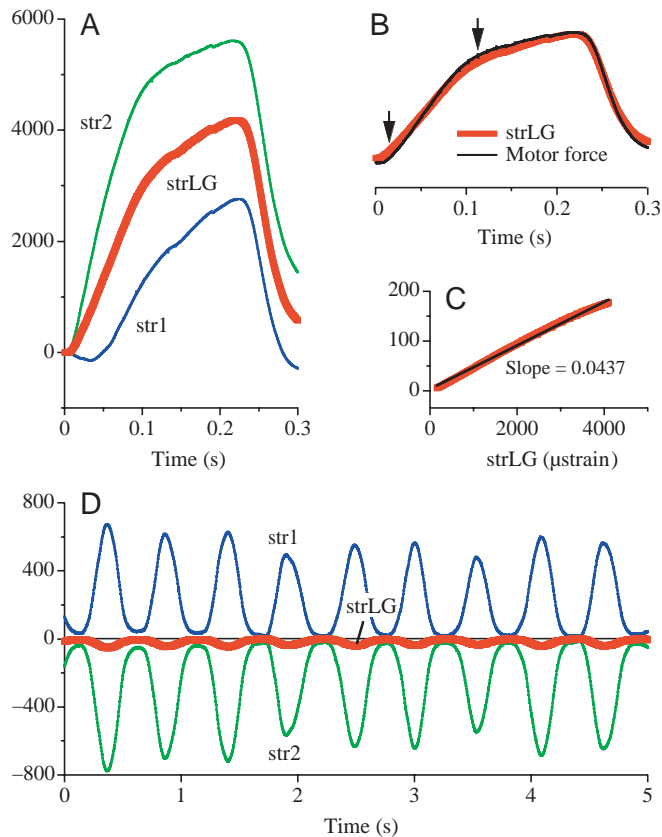 A
6000
4000
2000
0
str2
strLG
str1
0
0.1
0.2
0.3
Time (s)
B
strLG
Motor force
0
0.1
0.2
0.3
Time (s)
C
200
100
0
Slope = 0.0437
0
2000
4000
strLG (µstrain)
D
800
400
0
–400
–800
str1
strLG
str2
0
1
2
3
4
5
Time (s)